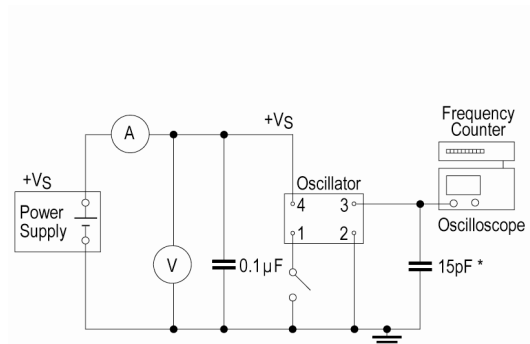 Frequency
Counter
+VS
A
+VS
Oscillator
4 3
1 2
Power
Supply
Oscilloscope
V
0.1µF
15pF *